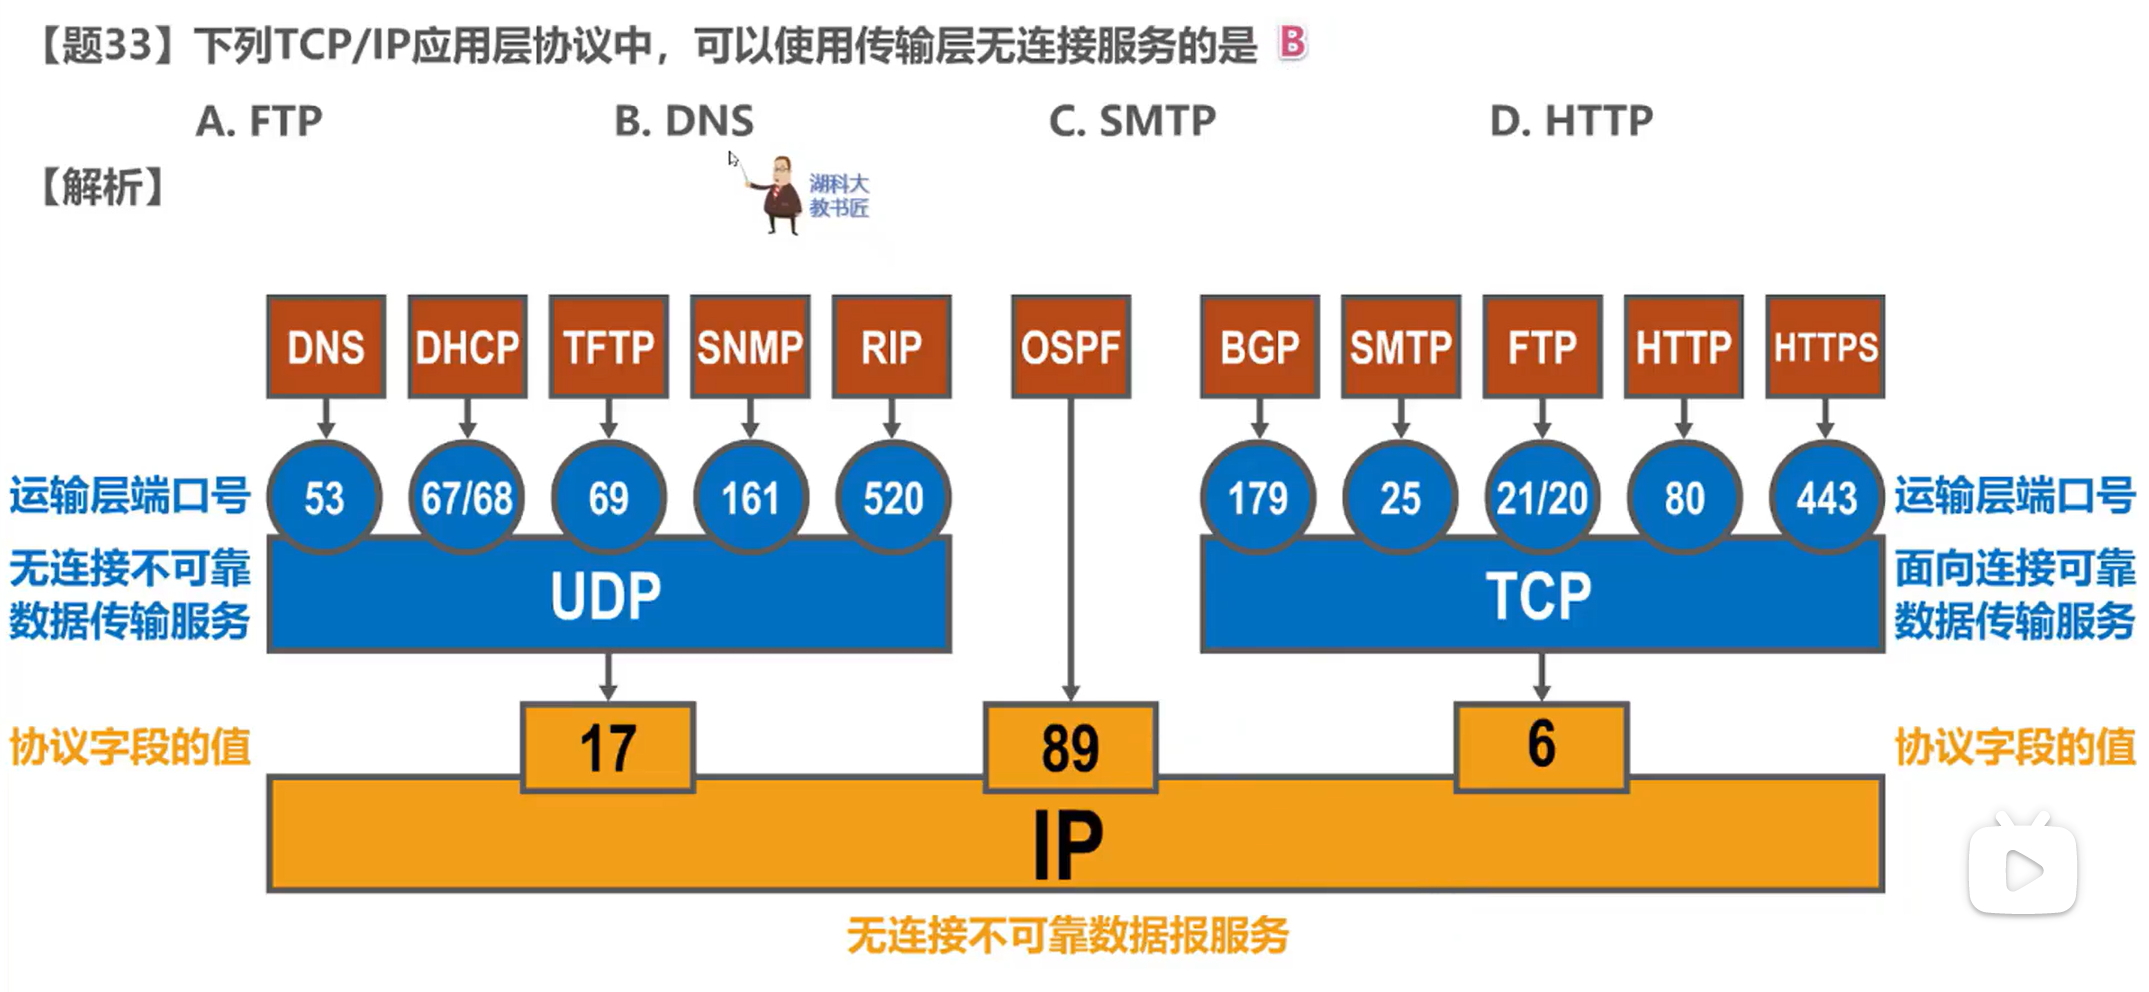 【题33】下列TCP/IP应用层协议中，可以使用传输层无连接服务的是 B
A. FTP B. DNS C. SMTP D. HTTP
【解析】
湖科大
教书匠
DNS DHCP TFTP SNMP RIP OSPF BGP SMTP FTP HTTP HTTPS
运输层端口号 53 67/68 69 161 520 179 25 21/20 80 443 运输层端口号
无连接不可靠
数据传输服务
UDP
TCP
面向连接可靠
数据传输服务
协议字段的值 17 89 6 协议字段的值
IP
无连接不可靠数据报服务